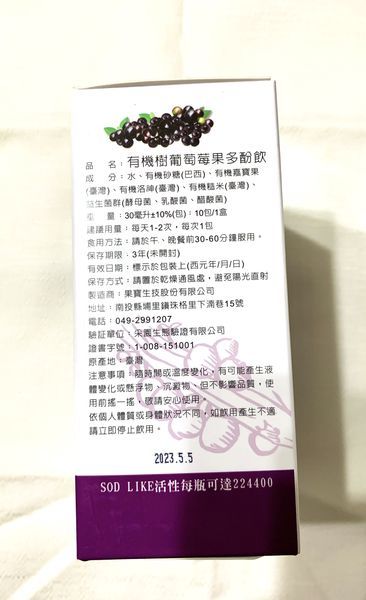 品名：有機樹葡萄莓果多酚飲
成分：水、有機砂糖(巴西)、有機嘉寶果
(臺灣)、有機洛神(臺灣)、有機糙米(臺灣)、
益生菌群(酵母菌、乳酸菌、醋酸菌)
重量：30毫升±10%(包)：10包/1盒
建議用量：每天1-2次，每次1包
食用方法：請於午、晚餐前30-60分鐘服用。
保存期限：3年(未開封)
有效日期：標示於包裝上(西元年/月/日)
保存方式：請置於乾燥通風處，避免陽光直射
製造商：果寶生技股份有限公司
地址：南投縣埔里鎮珠格里下湳巷15號
電話：049-2991207
驗証單位：采園生態驗證有限公司
證書字號：1-008-151001
原產地：臺灣
注意事項：隨時間或溫度變化，有可能產生液
體變化或懸浮物、沉澱物，但不影響品質，使
用前搖一搖，敬請安心使用。
依個人體質或身體狀況不同，如飲用產生不適
請立即停止飲用。
2023.5.5
SOD LIKE活性每瓶可達224400